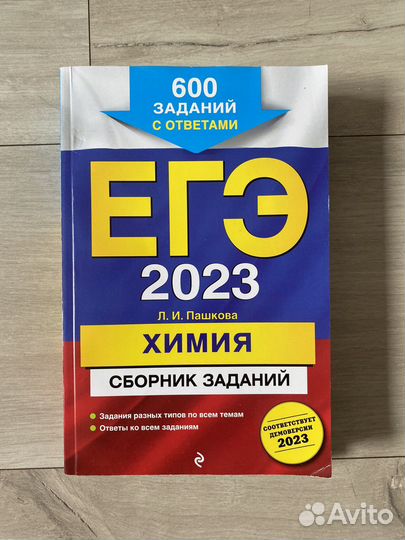 600
ЗАДАНИЙ
С ОТВЕТАМИ
ЕГЭ
2023
Л. И. Пашкова
ХИМИЯ
СБОРНИК ЗАДАНИЙ
Задания разных типов по всем темам
Ответы ко всем заданиям
СООТВЕТСТВУЕТ
ДЕМОВЕРСИИ
2023
Avito